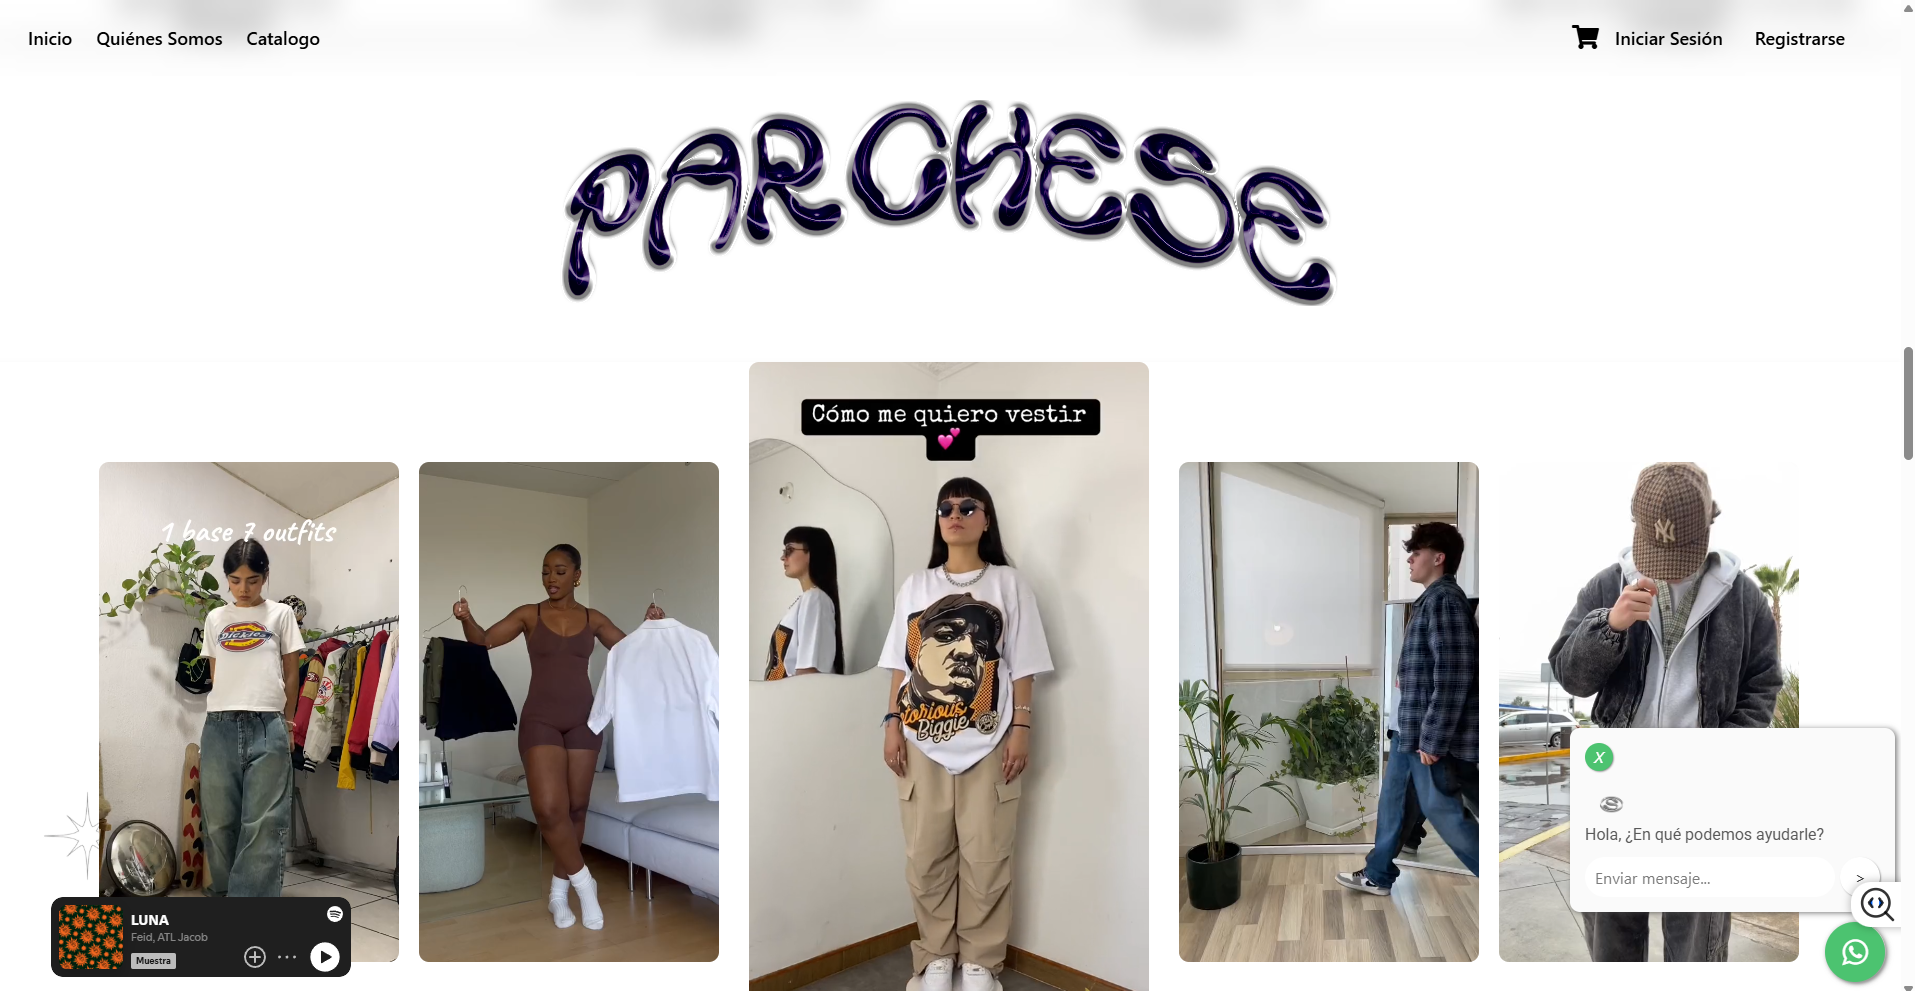 Inicio Quiénes Somos Catalogo Iniciar Sesión Registrarse
PARCHESE
Cómo me quiero vestir
💕
1 base 7 outfits
Dickies
NY
Notorious
Biggie
X
Hola, ¿En qué podemos ayudarle?
Enviar mensaje... >
LUNA
Feid, ATL Jacob
Muestra